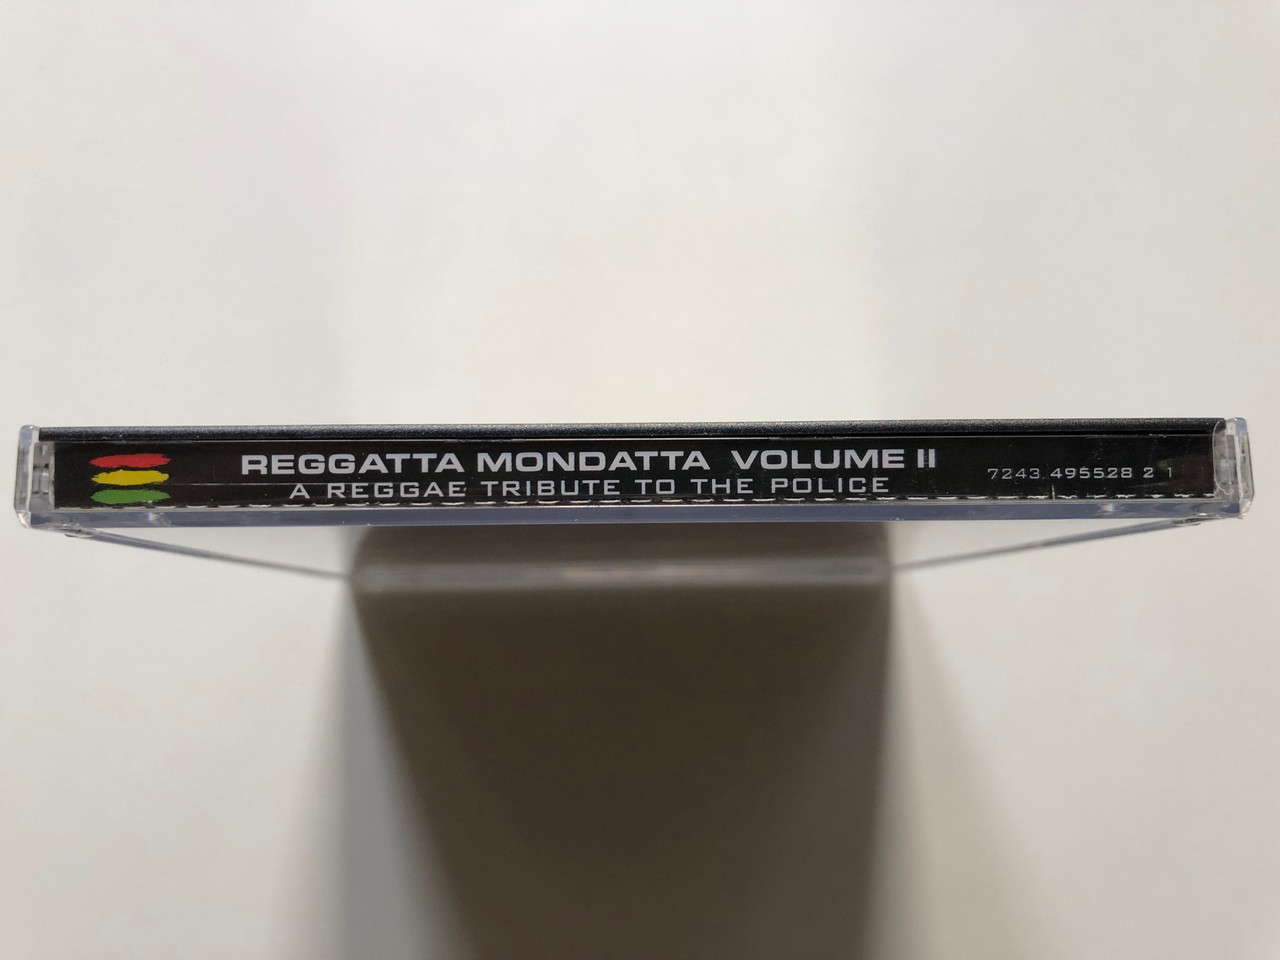 REGGATTA MONDATTA VOLUME II
A REGGAE TRIBUTE TO THE POLICE
7243 495528 2 1